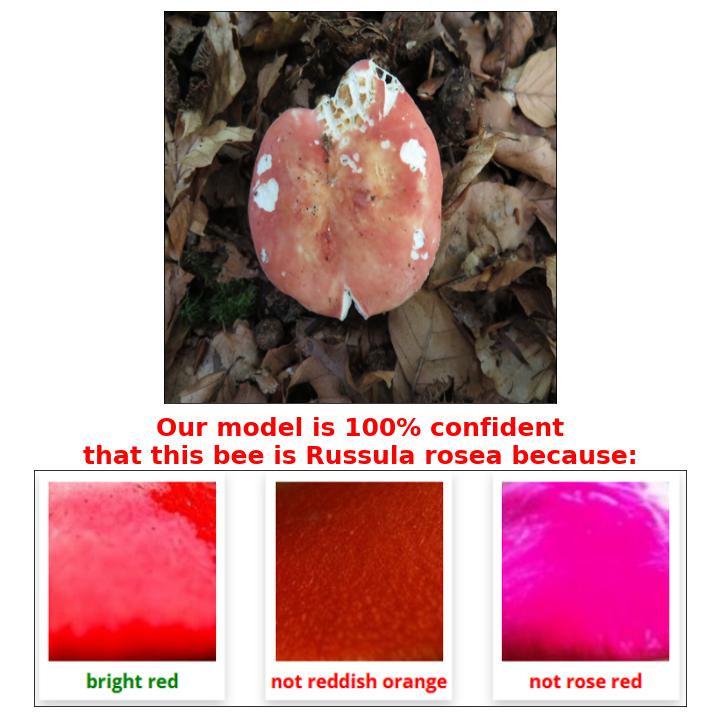 Our model is 100% confident
that this bee is Russula rosea because:
bright red
not reddish orange
not rose red